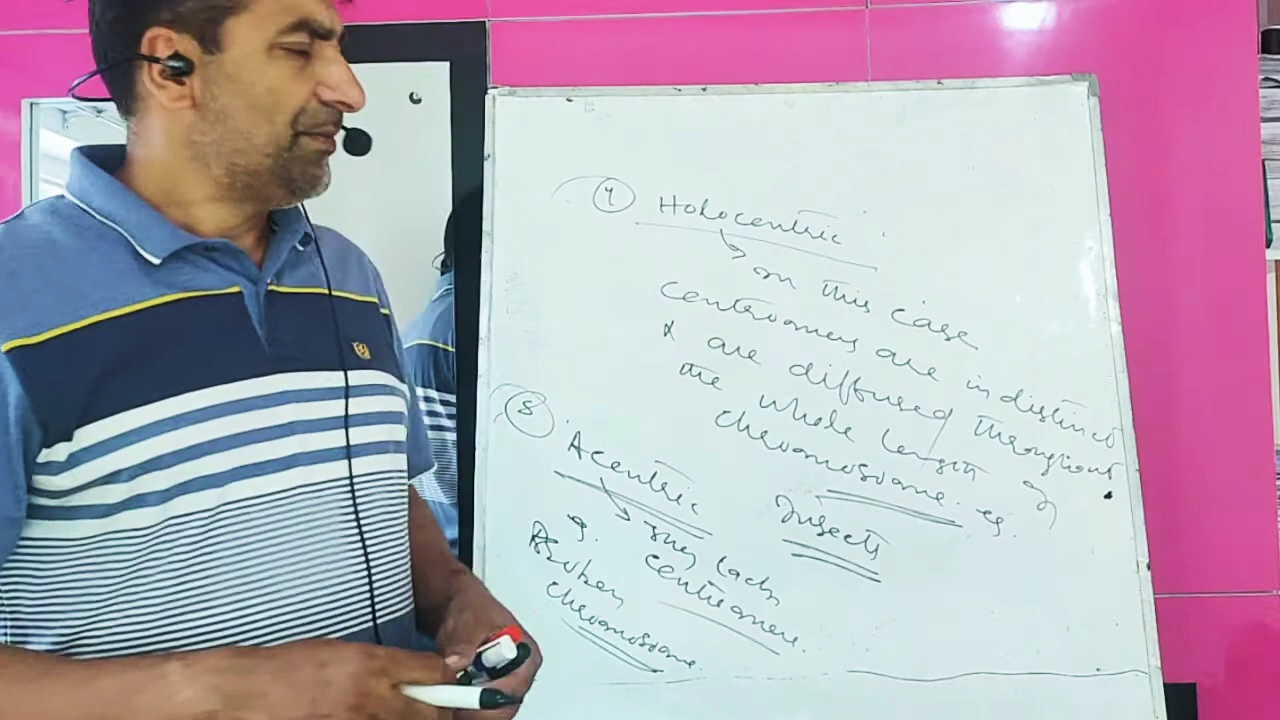 4 Holocentric
→ in this case
centromers are indistinct
& are diffused throughout
the whole length of
chromosome. eg.
Insects
5 Acentric
→ they lack
centromere.
eg.
Broken
chromosome.